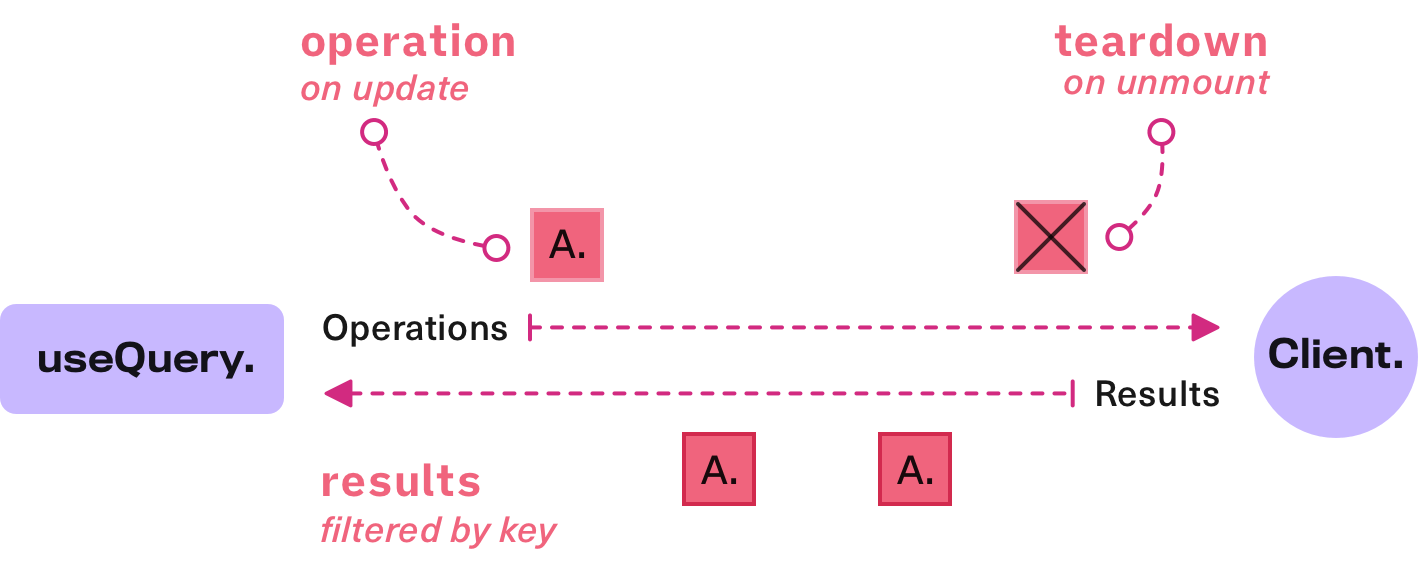 operation
on update
teardown
on unmount
A.
Operations
useQuery.
Client.
Results
A.
A.
results
filtered by key